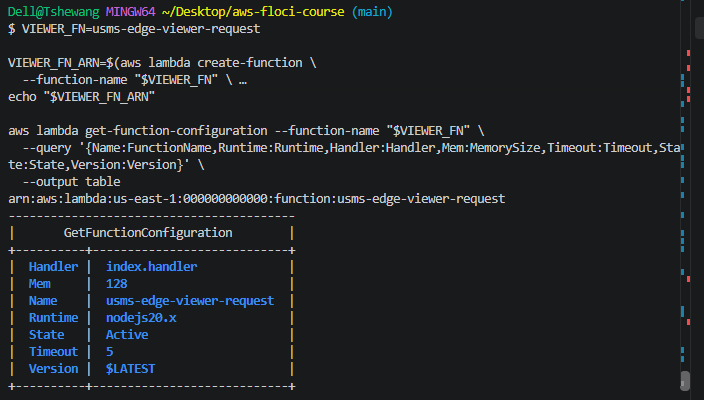 Dell@Tshewang MINGW64 ~/Desktop/aws-floci-course (main)
$ VIEWER_FN=usms-edge-viewer-request

VIEWER_FN_ARN=$(aws lambda create-function \
  --function-name "$VIEWER_FN" \ …
echo "$VIEWER_FN_ARN"

aws lambda get-function-configuration --function-name "$VIEWER_FN" \
  --query '{Name:FunctionName,Runtime:Runtime,Handler:Handler,Mem:MemorySize,Timeout:Timeout,Sta
te:State,Version:Version}' \
  --output table
arn:aws:lambda:us-east-1:000000000000:function:usms-edge-viewer-request
---------------------------------------
|       GetFunctionConfiguration      |
+----------+--------------------------+
|  Handler |  index.handler           |
|  Mem     |  128                     |
|  Name    |  usms-edge-viewer-request  |
|  Runtime |  nodejs20.x              |
|  State   |  Active                  |
|  Timeout |  5                       |
|  Version |  $LATEST                 |
+----------+--------------------------+